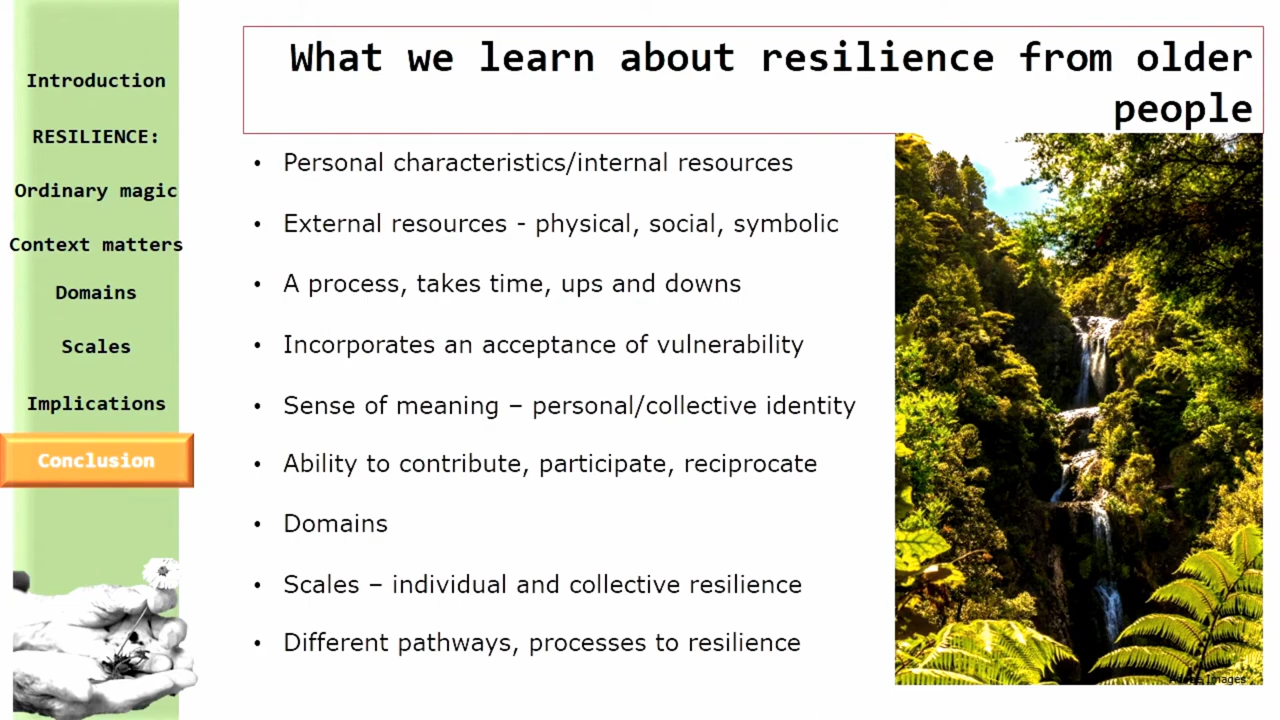 Introduction
RESILIENCE:
Ordinary magic
Context matters
Domains
Scales
Implications
Conclusion
What we learn about resilience from older
people
• Personal characteristics/internal resources
• External resources - physical, social, symbolic
• A process, takes time, ups and downs
• Incorporates an acceptance of vulnerability
• Sense of meaning – personal/collective identity
• Ability to contribute, participate, reciprocate
• Domains
• Scales – individual and collective resilience
• Different pathways, processes to resilience
Adobe Images